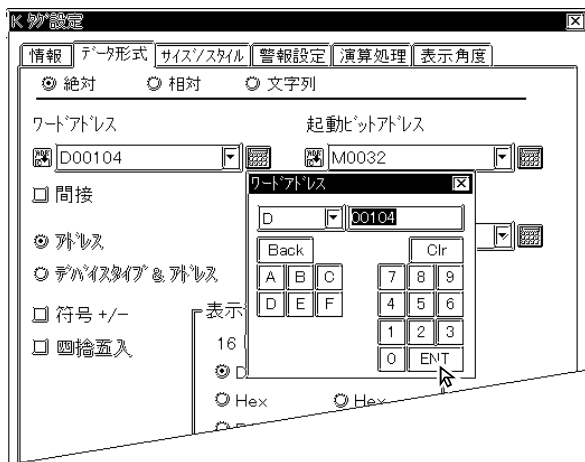 K タグ設定
情報 データ形式 サイズ/スタイル 警報設定 演算処理 表示角度
絶対 相対 文字列
ワードアドレス 起動ビットアドレス
D00104 M0032
間接
ワードアドレス
D 00104
Back Clr
A B C 7 8 9
D E F 4 5 6
1 2 3
0 ENT
アドレス
デバイスタイプ & アドレス
符号 +/− 表示
四捨五入 16
D
Hex Hex